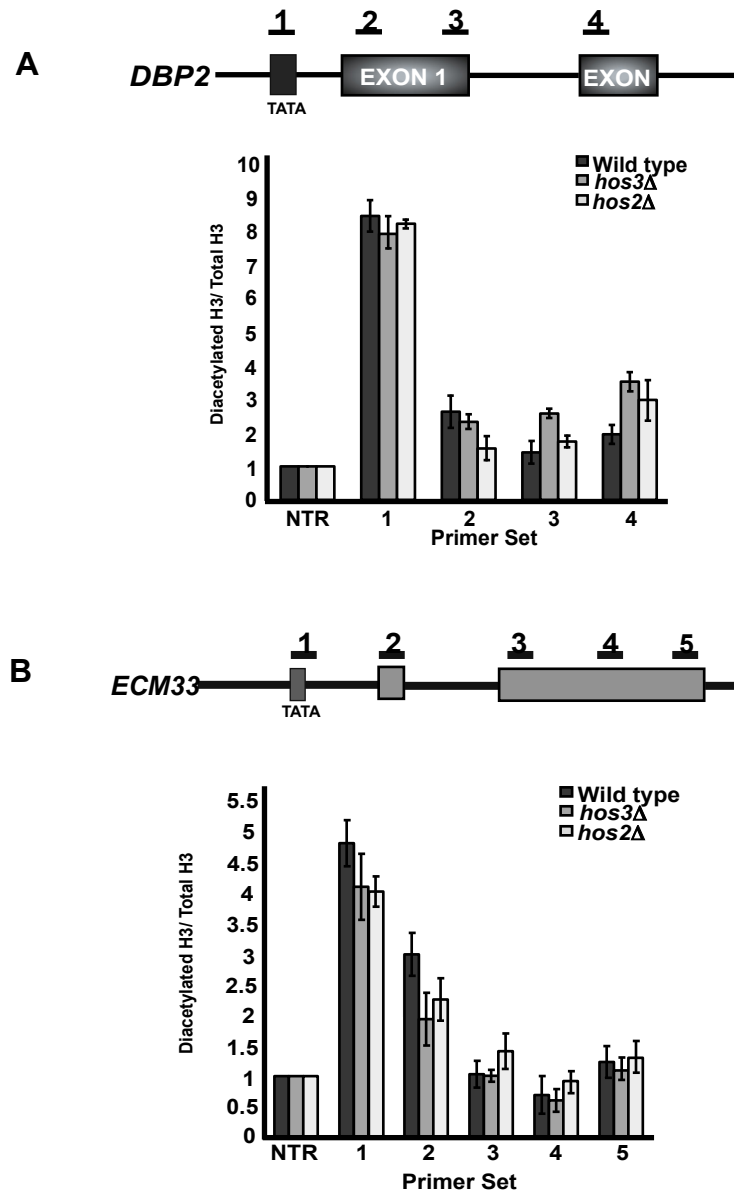 A
1 2 3 4
DBP2 EXON 1 EXON
TATA
Wild type
hos3Δ
hos2Δ
Diacetylated H3/ Total H3
10
9
8
7
6
5
4
3
2
1
0
NTR 1 2 3 4
Primer Set
B
1 2 3 4 5
ECM33
TATA
Wild type
hos3Δ
hos2Δ
Diacetylated H3/ Total H3
5.5
5
4.5
4
3.5
3
2.5
2
1.5
1
0.5
0
NTR 1 2 3 4 5
Primer Set